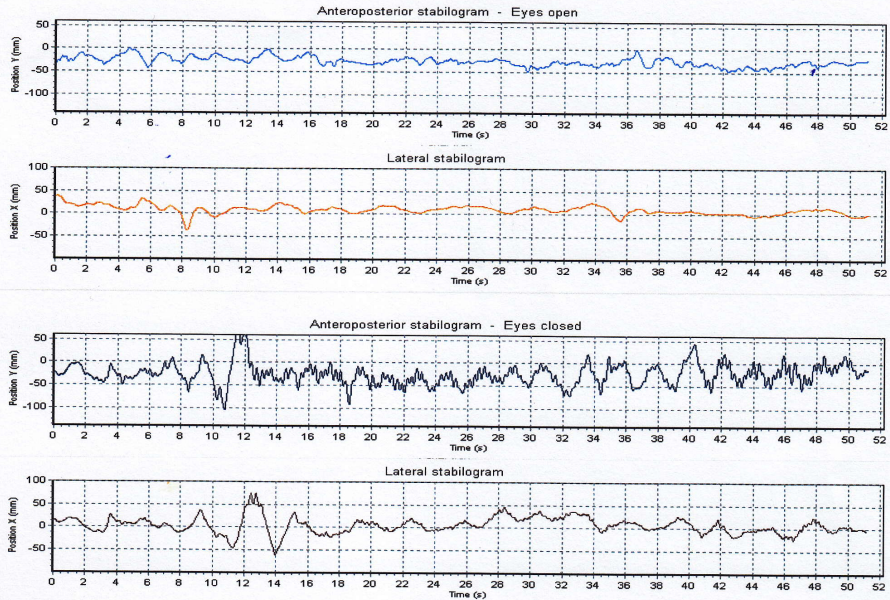 Anteroposterior stabilogram - Eyes open
Position Y (mm)
50
0
-50
-100
0 2 4 6 8 10 12 14 16 18 20 22 24 26 28 30 32 34 36 38 40 42 44 46 48 50 52
Time (s)
Lateral stabilogram
Position X (mm)
100
50
0
-50
0 2 4 6 8 10 12 14 16 18 20 22 24 26 28 30 32 34 36 38 40 42 44 46 48 50 52
Time (s)
Anteroposterior stabilogram - Eyes closed
Position Y (mm)
50
0
-50
-100
0 2 4 6 8 10 12 14 16 18 20 22 24 26 28 30 32 34 36 38 40 42 44 46 48 50 52
Time (s)
Lateral stabilogram
Position X (mm)
100
50
0
-50
0 2 4 6 8 10 12 14 16 18 20 22 24 26 28 30 32 34 36 38 40 42 44 46 48 50 52
Time (s)